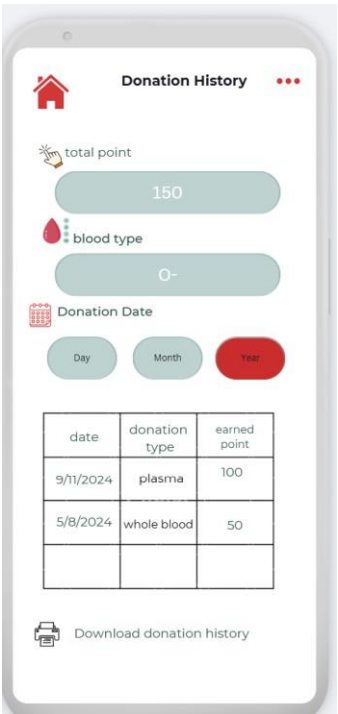 Donation History
total point
150
blood type
O-
Donation Date
Day Month Year
date donation type earned point
9/11/2024 plasma 100
5/8/2024 whole blood 50
Download donation history